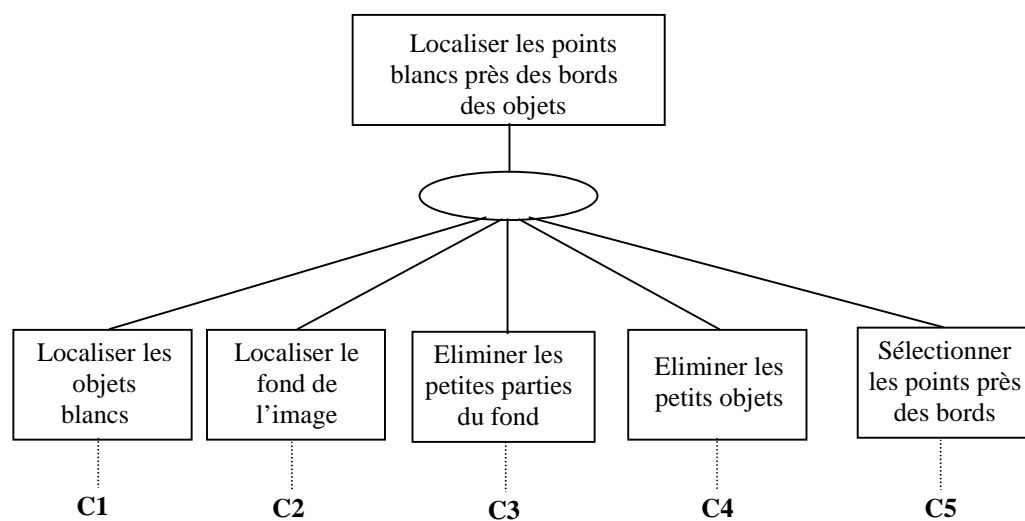 Localiser les points
blancs près des bords
des objets
Localiser les
objets
blancs
Localiser le
fond de
l’image
Eliminer les
petites parties
du fond
Eliminer les
petits objets
Sélectionner
les points près
des bords
C1
C2
C3
C4
C5